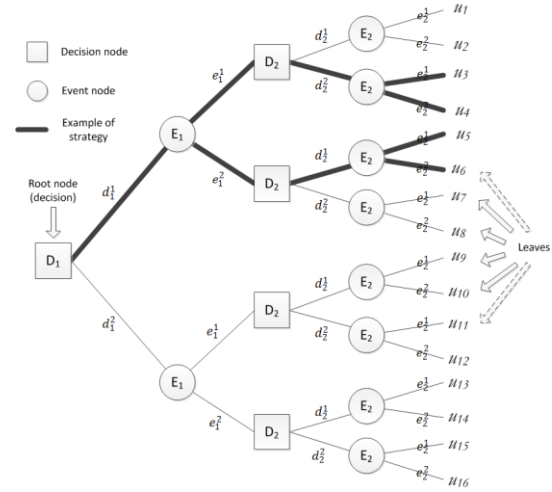 Decision node
Event node
Example of
strategy
Root node
(decision)
D₁
d₁¹
d₁²
E₁
e₁¹
e₁²
E₁
e₁¹
e₁²
D₂
d₂¹
d₂²
D₂
d₂¹
d₂²
D₂
d₂¹
d₂²
D₂
d₂¹
d₂²
E₂
e₂¹ u₁
e₂² u₂
E₂
e₂¹ u₃
e₂² u₄
E₂
e₂¹ u₅
e₂² u₆
E₂
e₂¹ u₇
e₂² u₈
E₂
e₂¹ u₉
e₂² u₁₀
E₂
e₂¹ u₁₁
e₂² u₁₂
E₂
e₂¹ u₁₃
e₂² u₁₄
E₂
e₂¹ u₁₅
e₂² u₁₆
Leaves